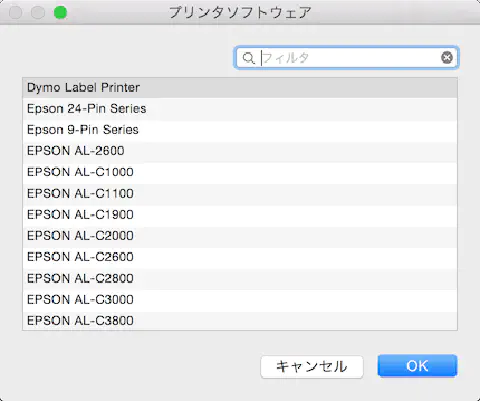 プリンタソフトウェア
フィルタ
Dymo Label Printer
Epson 24-Pin Series
Epson 9-Pin Series
EPSON AL-2600
EPSON AL-C1000
EPSON AL-C1100
EPSON AL-C1900
EPSON AL-C2000
EPSON AL-C2600
EPSON AL-C2800
EPSON AL-C3000
EPSON AL-C3800
キャンセル
OK